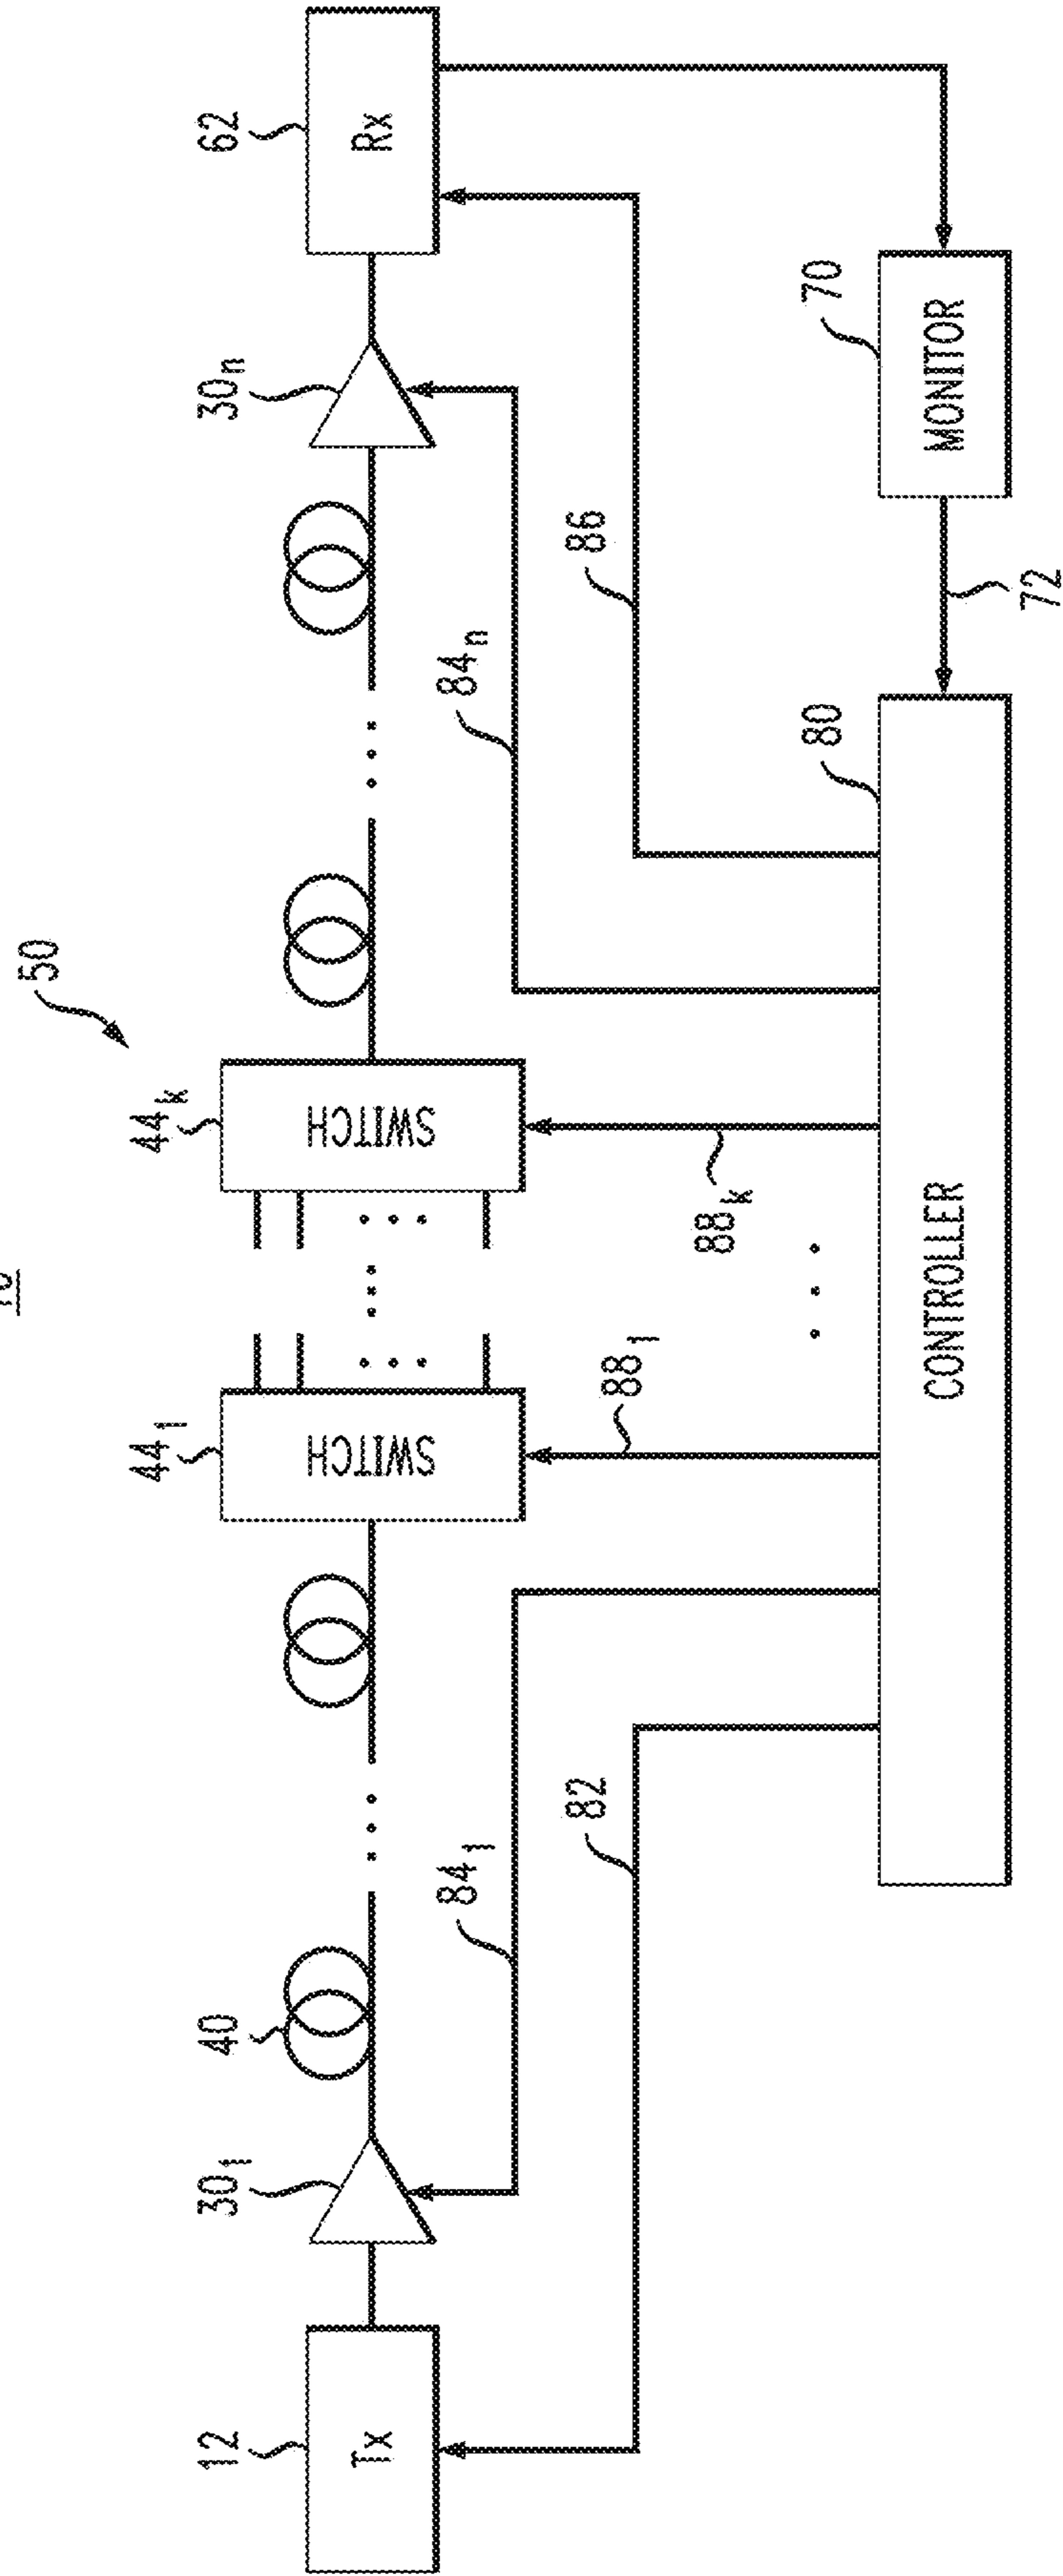 10
50
12
Tx
30₁
40
44₁
SWITCH
44ₖ
SWITCH
30ₙ
62
Rx
84₁
82
88₁
88ₖ
84ₙ
86
80
CONTROLLER
72
70
MONITOR